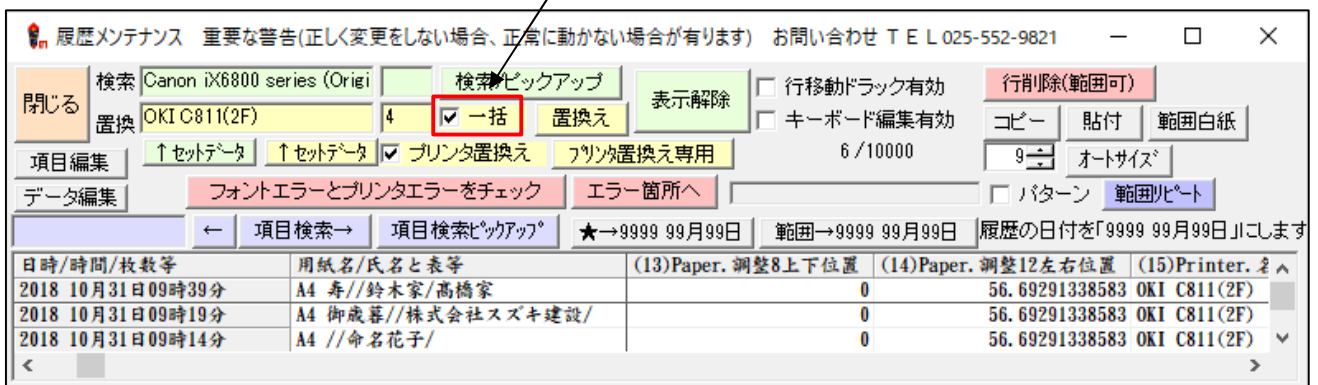 履歴メンテナンス 重要な警告(正しく変更をしない場合、正常に動かない場合が有ります) お問い合わせ TEL 025-552-9821
閉じる 検索 Canon iX6800 series (Origi 検索/ピックアップ 表示解除 行移動ドラック有効 行削除(範囲可)
置換 OKI C811(2F) 4 一括 置換え キーボード編集有効 コピー 貼付 範囲白紙
項目編集 ↑セットデータ ↑セットデータ プリンタ置換え プリンタ置換え専用 6/10000 9 オートサイズ
データ編集 フォントエラーとプリンタエラーをチェック エラー箇所へ パターン 範囲リピート
← 項目検索→ 項目検索ピックアップ ★→9999 99月99日 範囲→9999 99月99日 履歴の日付を「9999 99月99日」にします
日時/時間/枚数等 用紙名/氏名と表等 (13)Paper. 調整8上下位置 (14)Paper. 調整12左右位置 (15)Printer.
2018 10月31日09時39分 A4 寿//鈴木家/高橋家 0 56.69291338583 OKI C811(2F)
2018 10月31日09時19分 A4 御歳暮//株式会社スズキ建設/ 0 56.69291338583 OKI C811(2F)
2018 10月31日09時14分 A4 //命名花子/ 0 56.69291338583 OKI C811(2F)